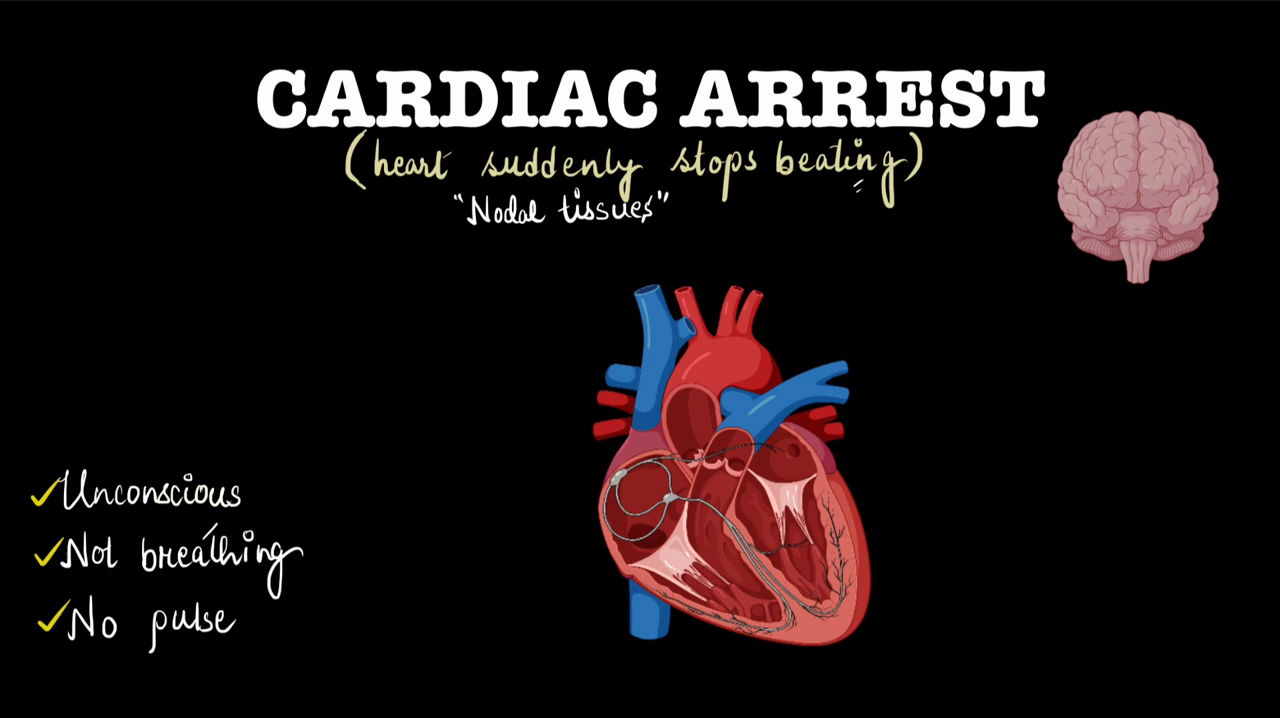 CARDIAC ARREST
(heart suddenly stops beating)
"Nodal tissues"
✓Unconscious
✓Not breathing
✓No pulse